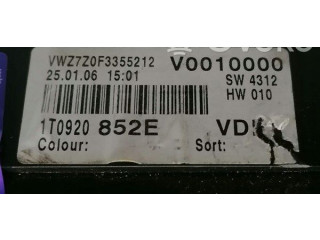 VWZ7Z0F3355212 V0010000
25.01.06 15:01 SW 4312
HW 010
1T0920 852E
Colour: Sort: